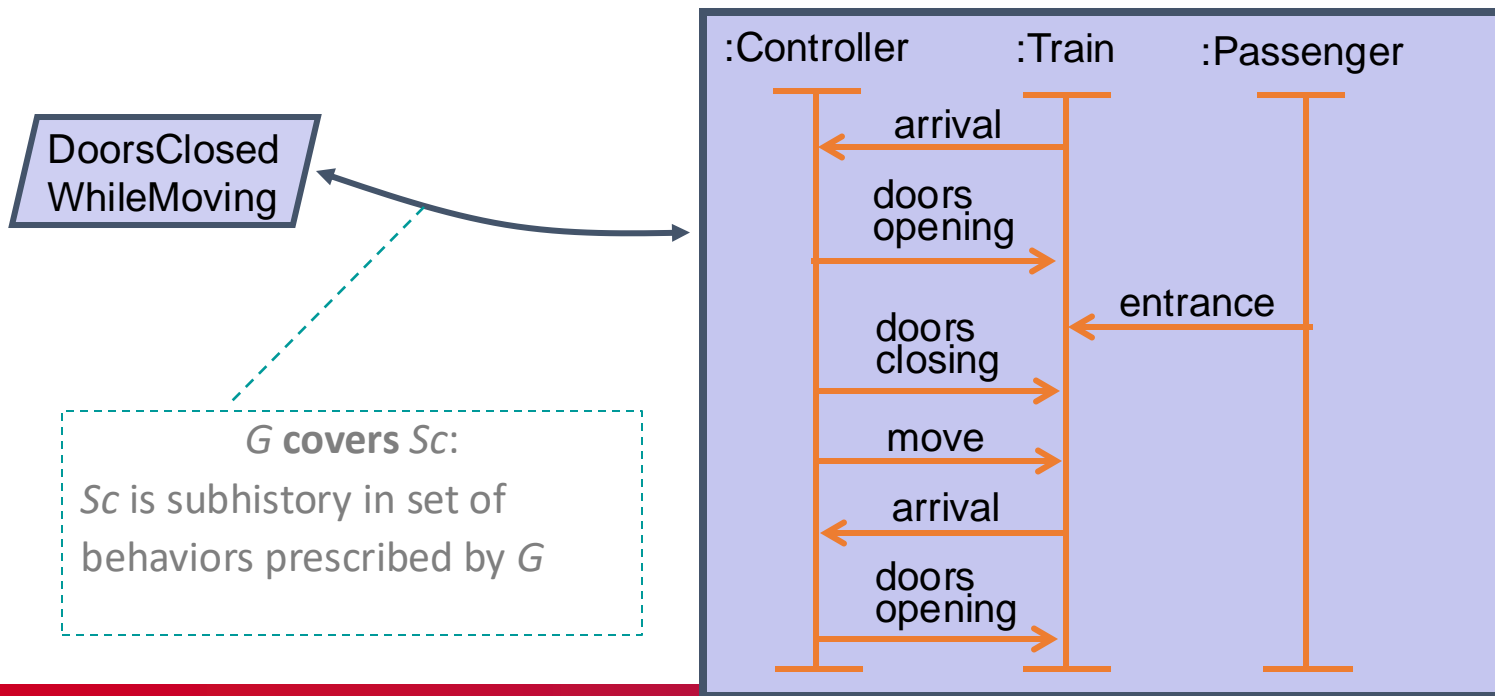 DoorsClosed
WhileMoving
G covers Sc:
Sc is subhistory in set of
behaviors prescribed by G
:Controller :Train :Passenger
arrival
doors
opening
entrance
doors
closing
move
arrival
doors
opening